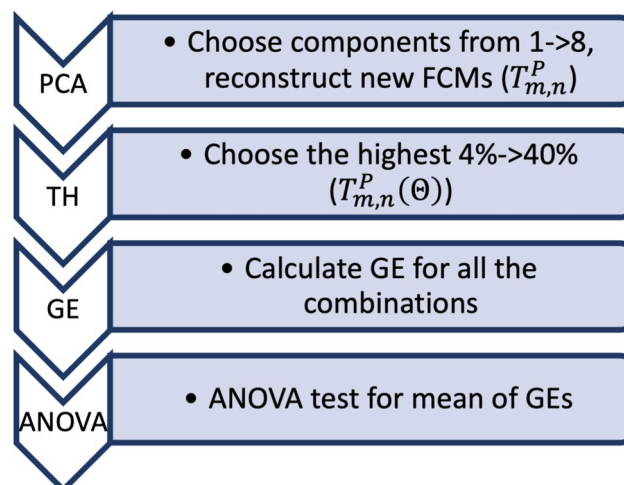 PCA
• Choose components from 1->8,
reconstruct new FCMs (T^P_{m,n})
TH
• Choose the highest 4%->40%
(T^P_{m,n}(Θ))
GE
• Calculate GE for all the
combinations
ANOVA
• ANOVA test for mean of GEs